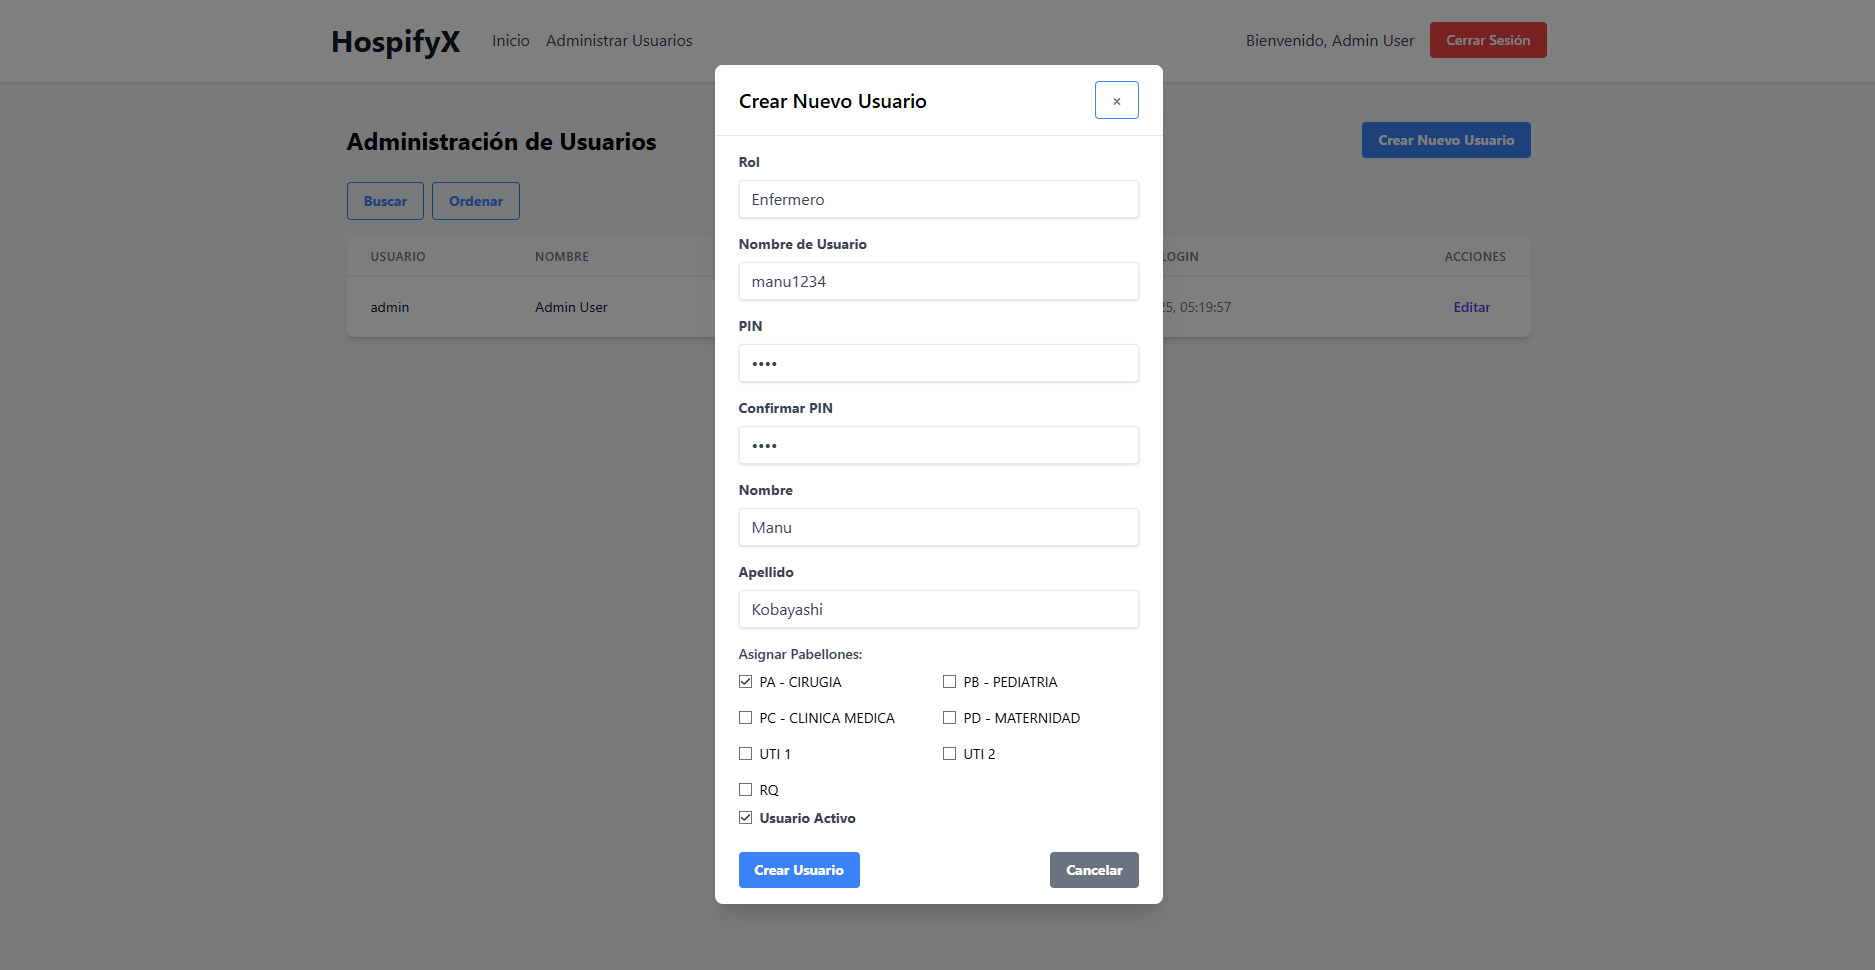 HospifyX Inicio Administrar Usuarios Bienvenido, Admin User Cerrar Sesión
Administración de Usuarios Crear Nuevo Usuario
Buscar Ordenar
USUARIO NOMBRE LOGIN ACCIONES
admin Admin User 25, 05:19:57 Editar
Crear Nuevo Usuario ×
Rol
Enfermero
Nombre de Usuario
manu1234
PIN
••••
Confirmar PIN
••••
Nombre
Manu
Apellido
Kobayashi
Asignar Pabellones:
PA - CIRUGIA PB - PEDIATRIA
PC - CLINICA MEDICA PD - MATERNIDAD
UTI 1 UTI 2
RQ
Usuario Activo
Crear Usuario Cancelar